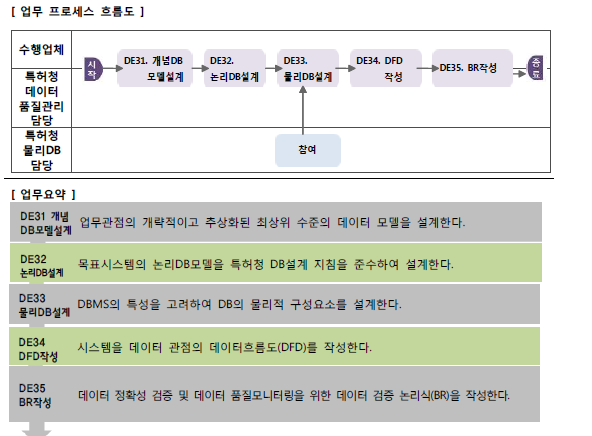 [ 업무 프로세스 흐름도 ]
수행업체
시
작
DE31. 개념DB
모델설계
DE32.
논리DB설계
DE33.
물리DB설계
DE34. DFD
작성
DE35. BR작성
종
료
특허청
데이터
품질관리
담당
특허청
물리DB
담당
참여
[ 업무요약 ]
DE31 개념
DB모델설계
업무관점의 개략적이고 추상화된 최상위 수준의 데이터 모델을 설계한다.
DE32
논리DB설계
목표시스템의 논리DB모델을 특허청 DB설계 지침을 준수하여 설계한다.
DE33
물리DB설계
DBMS의 특성을 고려하여 DB의 물리적 구성요소를 설계한다.
DE34
DFD작성
시스템을 데이터 관점의 데이터흐름도(DFD)를 작성한다.
DE35
BR작성
데이터 정확성 검증 및 데이터 품질모니터링을 위한 데이터 검증 논리식(BR)을 작성한다.